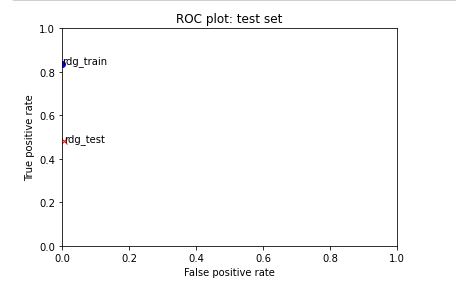 ROC plot: test set
1.0
rdg_train
0.8
0.6
rdg_test
0.4
0.2
0.0
True positive rate
0.0 0.2 0.4 0.6 0.8 1.0
False positive rate